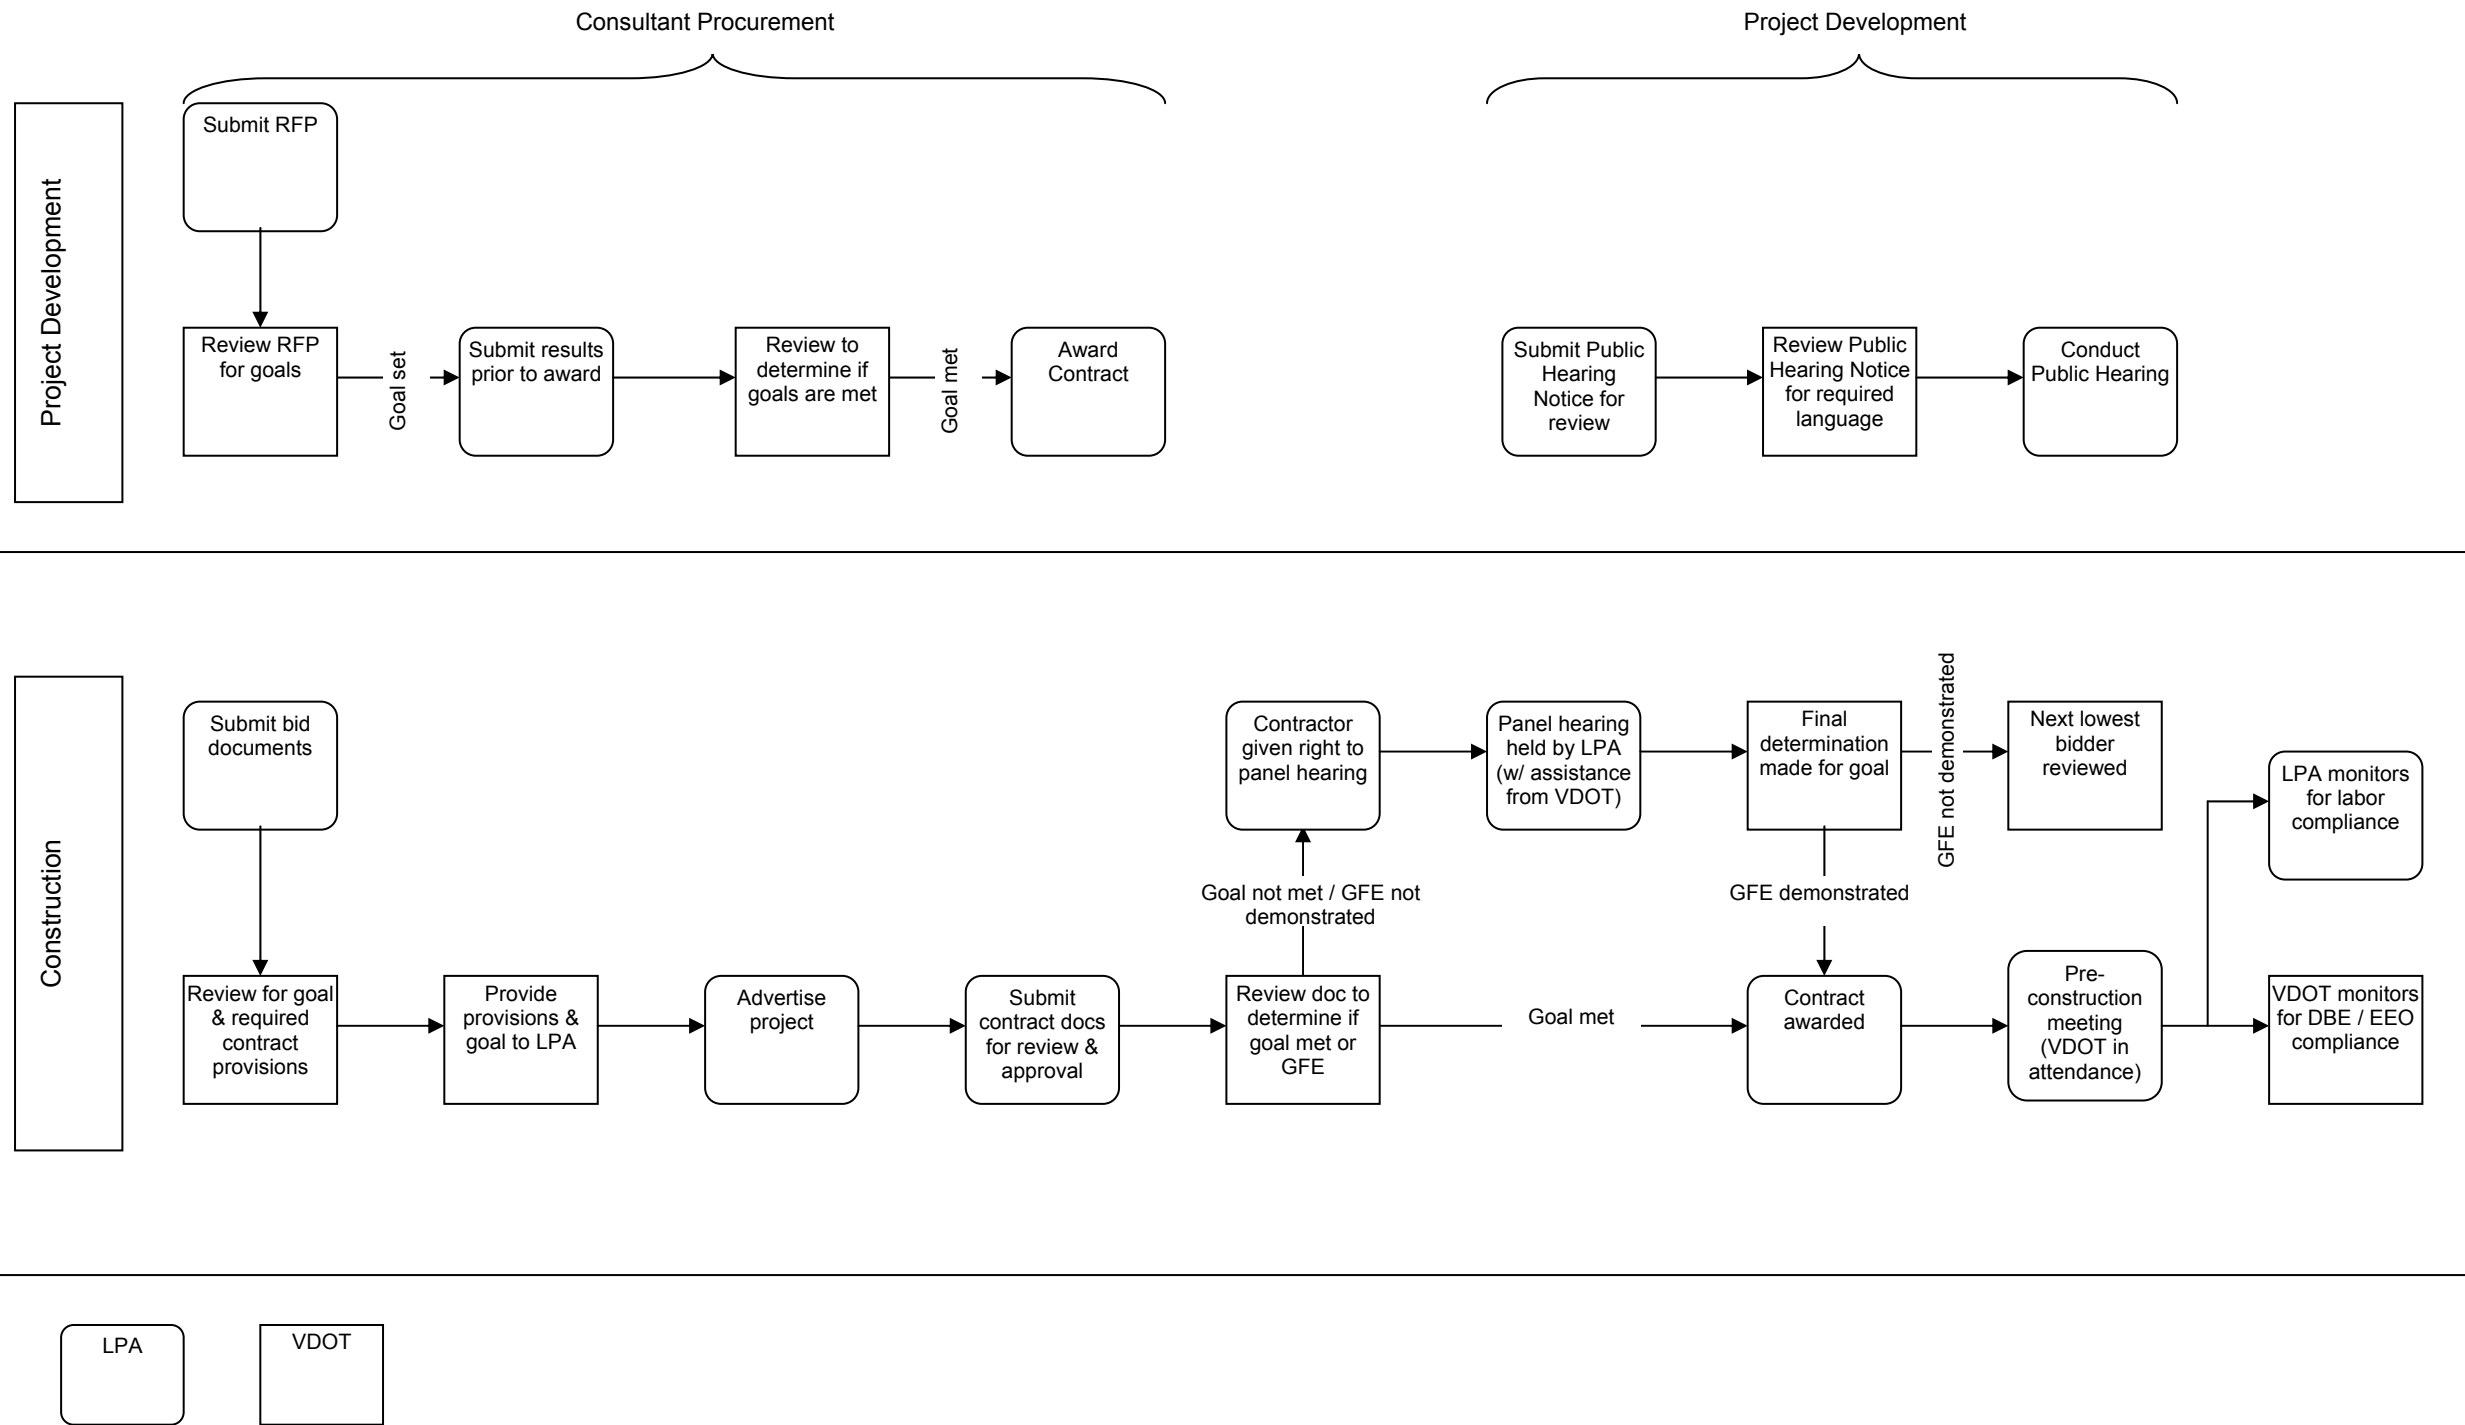 Consultant Procurement
Project Development
Project Development
Submit RFP
Review RFP
for goals
Goal set
Submit results
prior to award
Review to
determine if
goals are met
Goal met
Award
Contract
Submit Public
Hearing
Notice for
review
Review Public
Hearing Notice
for required
language
Conduct
Public Hearing
Construction
Submit bid
documents
Contractor
given right to
panel hearing
Panel hearing
held by LPA
(w/ assistance
from VDOT)
Final
determination
made for goal
GFE not demonstrated
Next lowest
bidder
reviewed
LPA monitors
for labor
compliance
Goal not met / GFE not
demonstrated
GFE demonstrated
Review for goal
& required
contract
provisions
Provide
provisions &
goal to LPA
Advertise
project
Submit
contract docs
for review &
approval
Review doc to
determine if
goal met or
GFE
Goal met
Contract
awarded
Pre-
construction
meeting
(VDOT in
attendance)
VDOT monitors
for DBE / EEO
compliance
LPA
VDOT